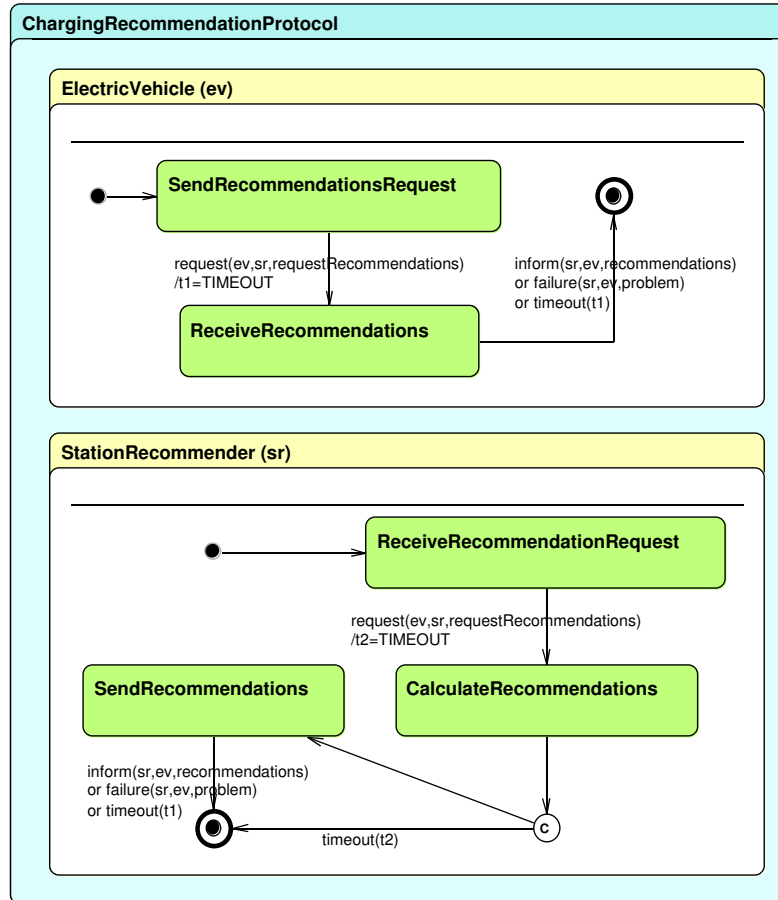 ChargingRecommendationProtocol
ElectricVehicle (ev)
SendRecommendationsRequest
request(ev,sr,requestRecommendations)
/t1=TIMEOUT
inform(sr,ev,recommendations)
or failure(sr,ev,problem)
or timeout(t1)
ReceiveRecommendations
StationRecommender (sr)
ReceiveRecommendationRequest
request(ev,sr,requestRecommendations)
/t2=TIMEOUT
SendRecommendations
CalculateRecommendations
inform(sr,ev,recommendations)
or failure(sr,ev,problem)
or timeout(t1)
C
timeout(t2)